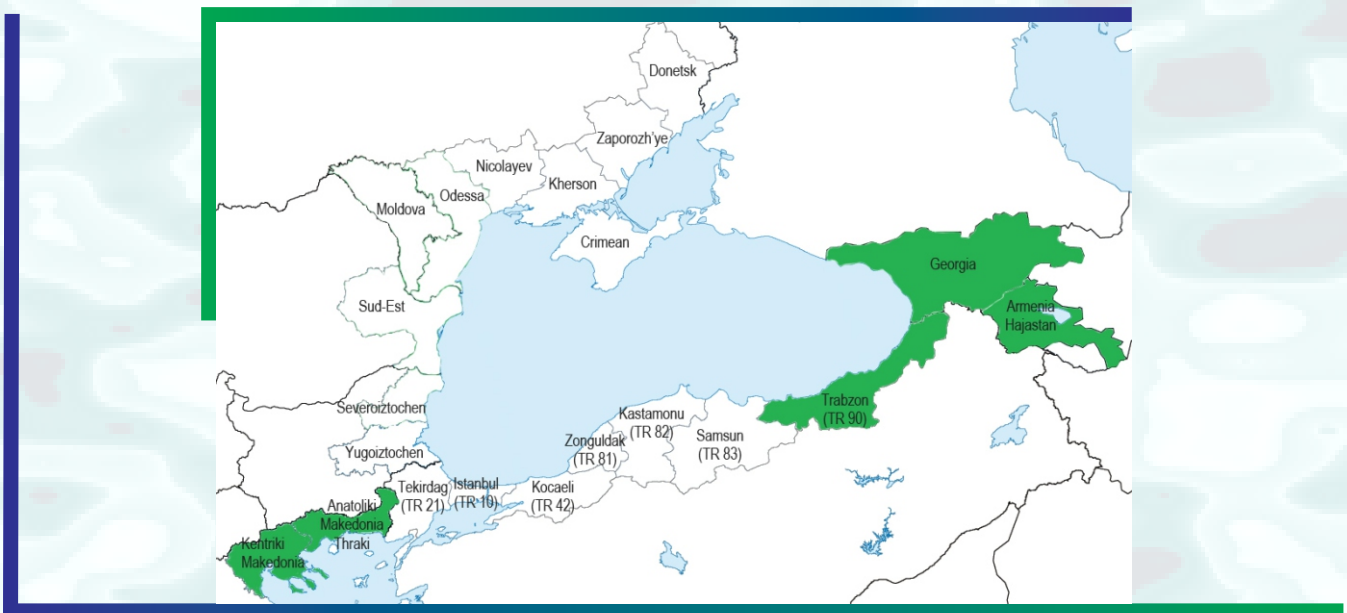 Donetsk
Zaporozh'ye
Nicolayev
Kherson
Odessa
Moldova
Crimean
Georgia
Sud-Est
Armenia
Hajastan
Severoiztochen
Trabzon
(TR 90)
Kastamonu
(TR 82)
Samsun
(TR 83)
Zonguldak
(TR 81)
Yugoiztochen
Tekirdag
(TR 21)
Istanbul
(TR 10)
Kocaeli
(TR 42)
Anatoliki
Makedonia
Thraki
Kentriki
Makedonia